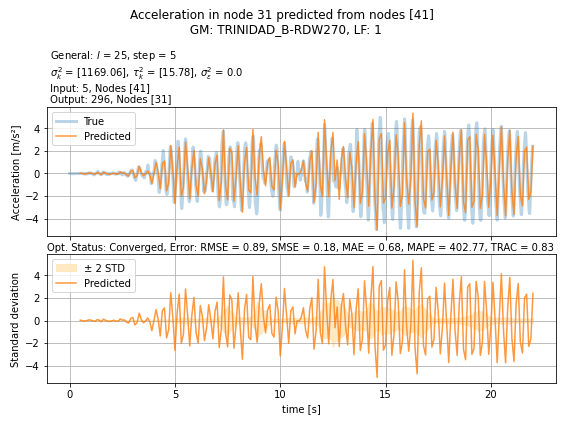 Acceleration in node 31 predicted from nodes [41]
GM: TRINIDAD_B-RDW270, LF: 1
General: l = 25, step = 5
σ²ₖ = [1169.06], τ²ₖ = [15.78], σ²_ε = 0.0
Input: 5, Nodes [41]
Output: 296, Nodes [31]
True
Predicted
Acceleration [m/s²]
4
2
0
−2
−4
Opt. Status: Converged, Error: RMSE = 0.89, SMSE = 0.18, MAE = 0.68, MAPE = 402.77, TRAC = 0.83
± 2 STD
Predicted
Standard deviation
4
2
0
−2
−4
0 5 10 15 20
time [s]